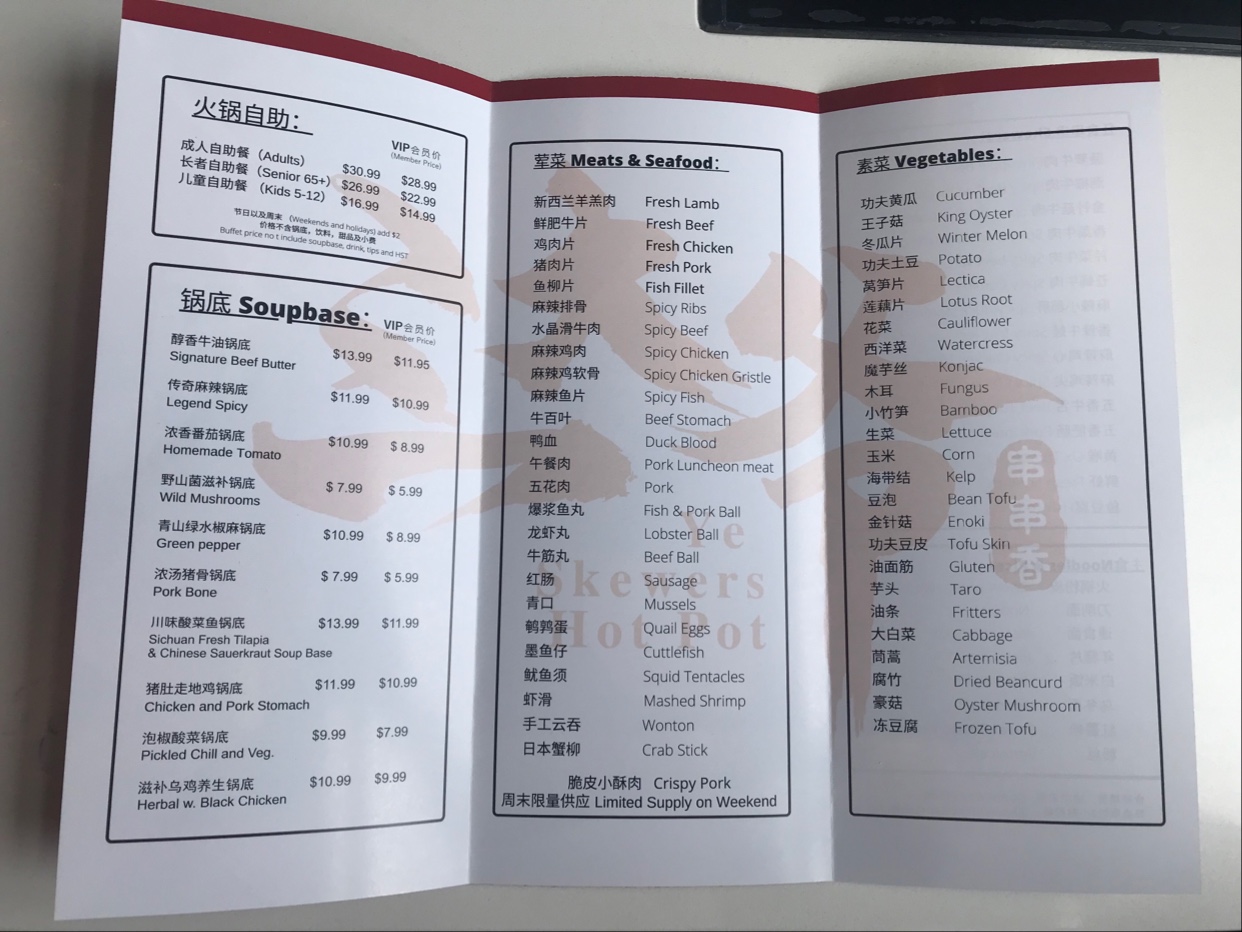 火锅自助：
VIP会员价
(Member Price)
成人自助餐（Adults） $30.99 $28.99
长者自助餐（Senior 65+） $26.99 $22.99
儿童自助餐 （Kids 5-12） $16.99 $14.99
节日以及周末 （Weekends and holidays) add $2
价格不含锅底，饮料，甜品及小费
Buffet price no t include soupbase, drink, tips and HST
锅底 Soupbase：
VIP会员价
(Member Price)
醇香牛油锅底
Signature Beef Butter $13.99 $11.95
传奇麻辣锅底
Legend Spicy $11.99 $10.99
浓香番茄锅底
Homemade Tomato $10.99 $ 8.99
野山菌滋补锅底
Wild Mushrooms $ 7.99 $ 5.99
青山绿水椒麻锅底
Green pepper $10.99 $ 8.99
浓汤猪骨锅底
Pork Bone $ 7.99 $ 5.99
川味酸菜鱼锅底 $13.99 $11.99
Sichuan Fresh Tilapia
& Chinese Sauerkraut Soup Base
猪肚走地鸡锅底 $11.99 $10.99
Chicken and Pork Stomach
泡椒酸菜锅底 $9.99 $7.99
Pickled Chill and Veg.
滋补乌鸡养生锅底 $10.99 $9.99
Herbal w. Black Chicken
荤菜 Meats & Seafood：
新西兰羊羔肉 Fresh Lamb
鲜肥牛片 Fresh Beef
鸡肉片 Fresh Chicken
猪肉片 Fresh Pork
鱼柳片 Fish Fillet
麻辣排骨 Spicy Ribs
水晶滑牛肉 Spicy Beef
麻辣鸡肉 Spicy Chicken
麻辣鸡软骨 Spicy Chicken Gristle
麻辣鱼片 Spicy Fish
牛百叶 Beef Stomach
鸭血 Duck Blood
午餐肉 Pork Luncheon meat
五花肉 Pork
爆浆鱼丸 Fish & Pork Ball
龙虾丸 Lobster Ball
牛筋丸 Beef Ball
红肠 Sausage
青口 Mussels
鹌鹑蛋 Quail Eggs
墨鱼仔 Cuttlefish
鱿鱼须 Squid Tentacles
虾滑 Mashed Shrimp
手工云吞 Wonton
日本蟹柳 Crab Stick
脆皮小酥肉 Crispy Pork
周末限量供应 Limited Supply on Weekend
Ye
Skewers
Hot Pot
素菜 Vegetables：
功夫黄瓜 Cucumber
王子菇 King Oyster
冬瓜片 Winter Melon
功夫土豆 Potato
莴笋片 Lectica
莲藕片 Lotus Root
花菜 Cauliflower
西洋菜 Watercress
魔芋丝 Konjac
木耳 Fungus
小竹笋 Bamboo
生菜 Lettuce
玉米 Corn
海带结 Kelp
豆泡 Bean Tofu
金针菇 Enoki
功夫豆皮 Tofu Skin
油面筋 Gluten
芋头 Taro
油条 Fritters
大白菜 Cabbage
茼蒿 Artemisia
腐竹 Dried Beancurd
豪菇 Oyster Mushroom
冻豆腐 Frozen Tofu
串串香